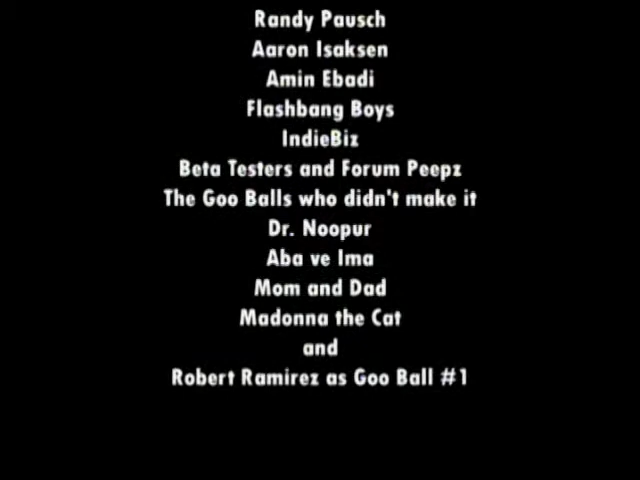 Randy Pausch
Aaron Isaksen
Amin Ebadi
Flashbang Boys
IndieBiz
Beta Testers and Forum Peepz
The Goo Balls who didn't make it
Dr. Noopur
Aba ve Ima
Mom and Dad
Madonna the Cat
and
Robert Ramirez as Goo Ball #1